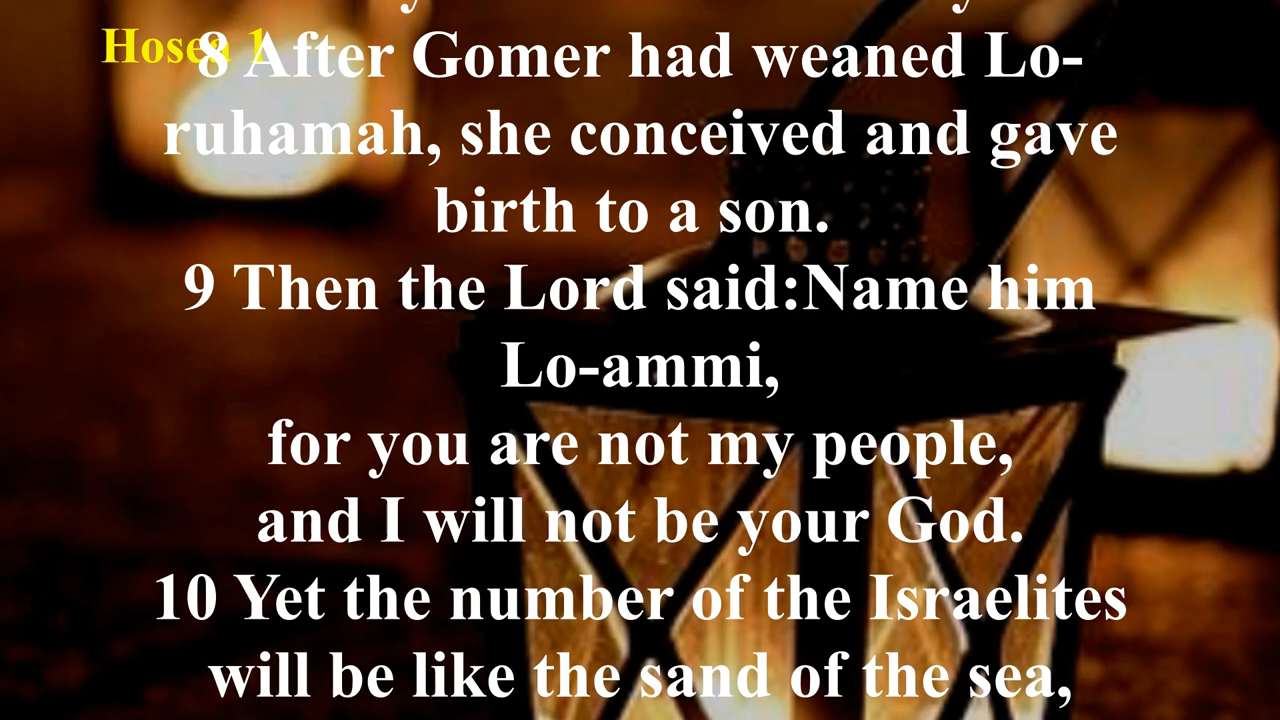 Hosea 1
8 After Gomer had weaned Lo-
ruhamah, she conceived and gave
birth to a son.
9 Then the Lord said:Name him
Lo-ammi,
for you are not my people,
and I will not be your God.
10 Yet the number of the Israelites
will be like the sand of the sea,